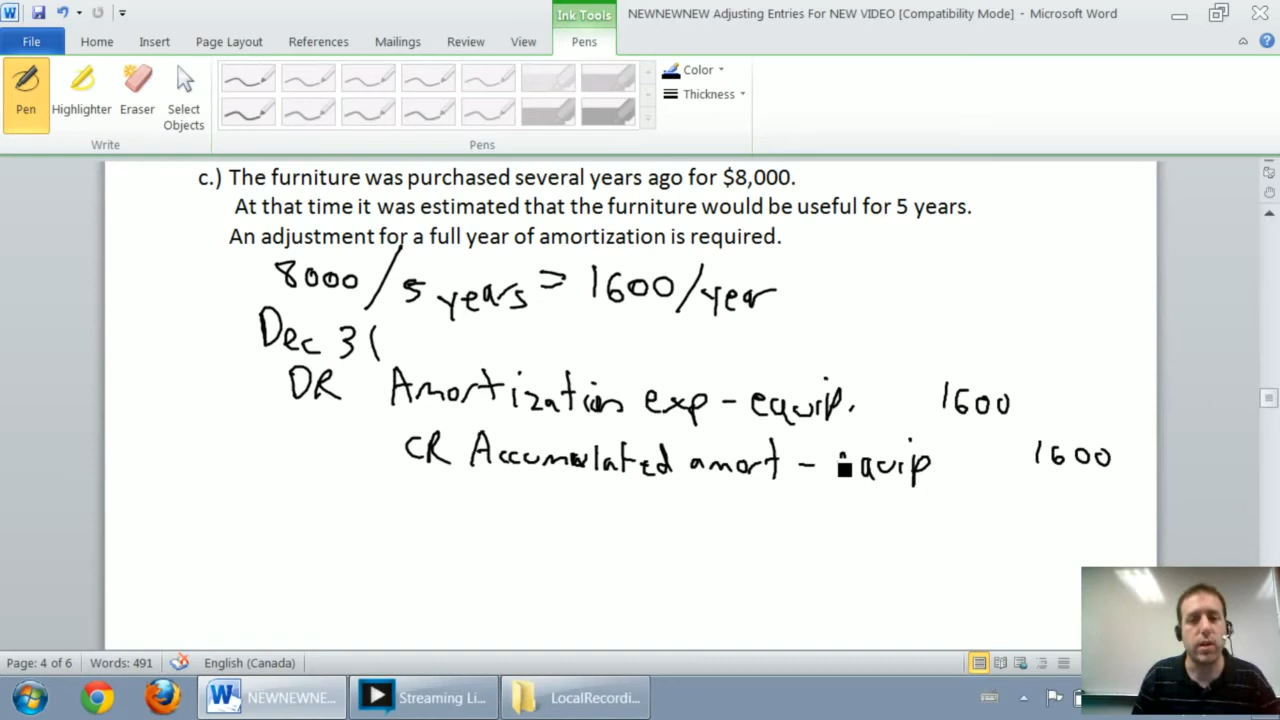 NEWNEWNEW Adjusting Entries For NEW VIDEO [Compatibility Mode] - Microsoft Word
Ink Tools
File Home Insert Page Layout References Mailings Review View Pens
Pen Highlighter Eraser Select Objects
Color
Thickness
Write Pens
c.) The furniture was purchased several years ago for $8,000.
At that time it was estimated that the furniture would be useful for 5 years.
An adjustment for a full year of amortization is required.
8000 / 5 years = 1600/year
Dec 31
DR Amortization exp - equip. 1600
CR Accumulated amort - equip 1600
Page: 4 of 6 Words: 491 English (Canada)
NEWNEWNE... Streaming Li... LocalRecordi...